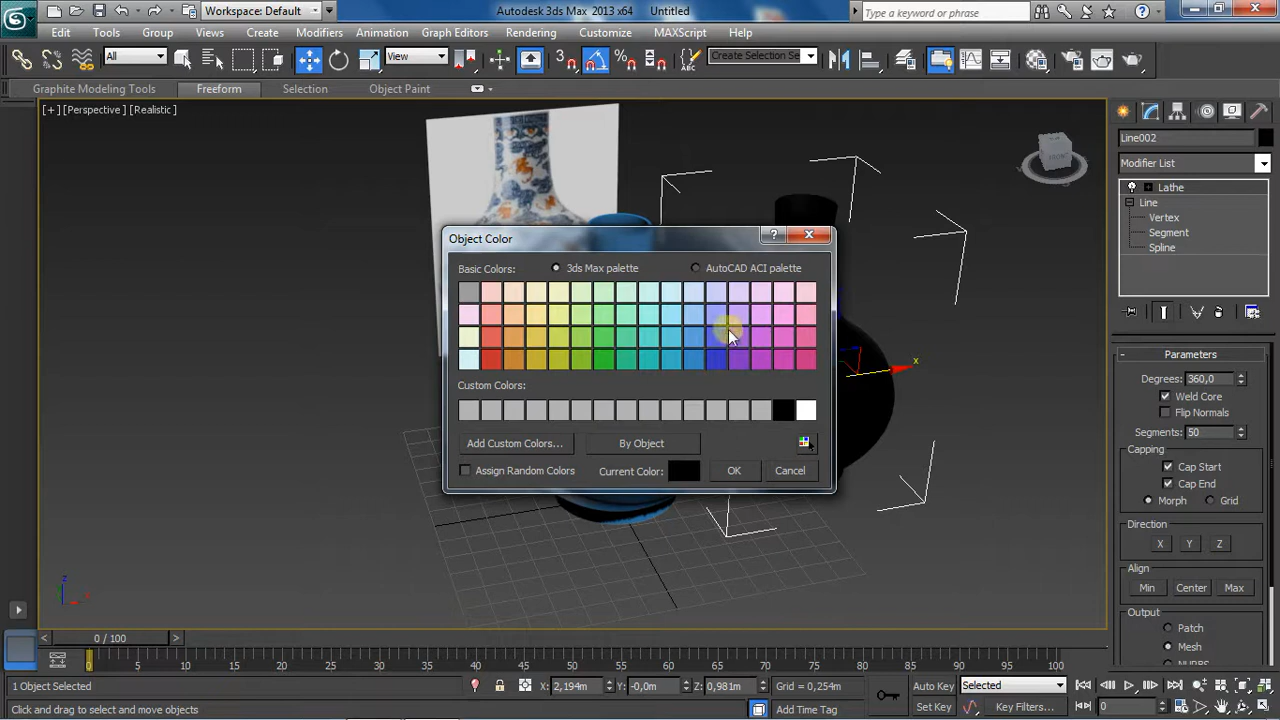 Workspace: Default
Autodesk 3ds Max 2013 x64 Untitled
Type a keyword or phrase
Edit Tools Group Views Create Modifiers Animation Graph Editors Rendering Customize MAXScript Help
All
View
Create Selection Se
Graphite Modeling Tools Freeform Selection Object Paint
[+] [Perspective] [Realistic]
FRONT
Line002
Modifier List
Lathe
Line
Vertex
Segment
Spline
Object Color
Basic Colors: 3ds Max palette AutoCAD ACI palette
Custom Colors:
Add Custom Colors... By Object
Assign Random Colors Current Color: OK Cancel
x
z
Parameters
Degrees: 360,0
Weld Core
Flip Normals
Segments: 50
Capping
Cap Start
Cap End
Morph Grid
Direction
X Y Z
Align
Min Center Max
Output
Patch
Mesh
NURBS
0 / 100
0 5 10 15 20 25 30 35 40 45 50 55 60 65 70 75 80 85 90 95 100
1 Object Selected X: 2,194m Y: -0,0m Z: 0,981m Grid = 0,254m Auto Key Selected
Click and drag to select and move objects Add Time Tag Set Key Key Filters... 0